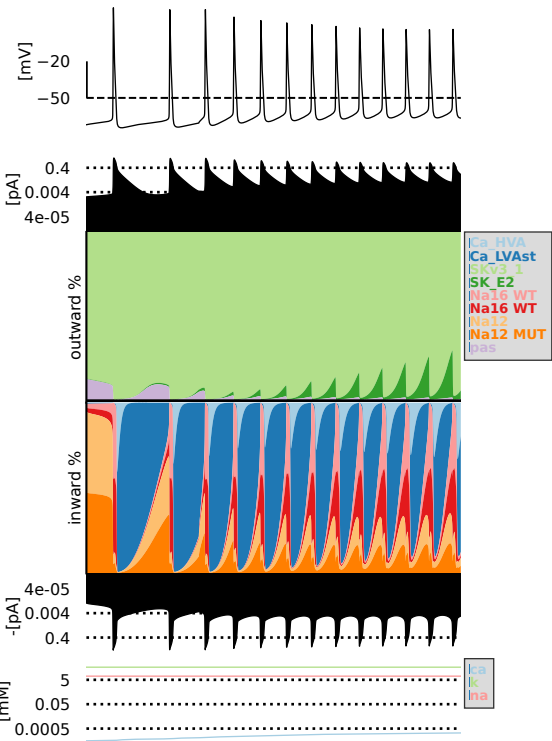 [mV]
−20
−50
[pA]
0.4
0.004
4e-05
outward %
Ca_HVA
Ca_LVAst
SKv3_1
SK_E2
Na16 WT
Na16 WT
Na12
Na12 MUT
pas
inward %
-[pA]
4e-05
0.004
0.4
[mM]
5
0.05
0.0005
ca
k
na